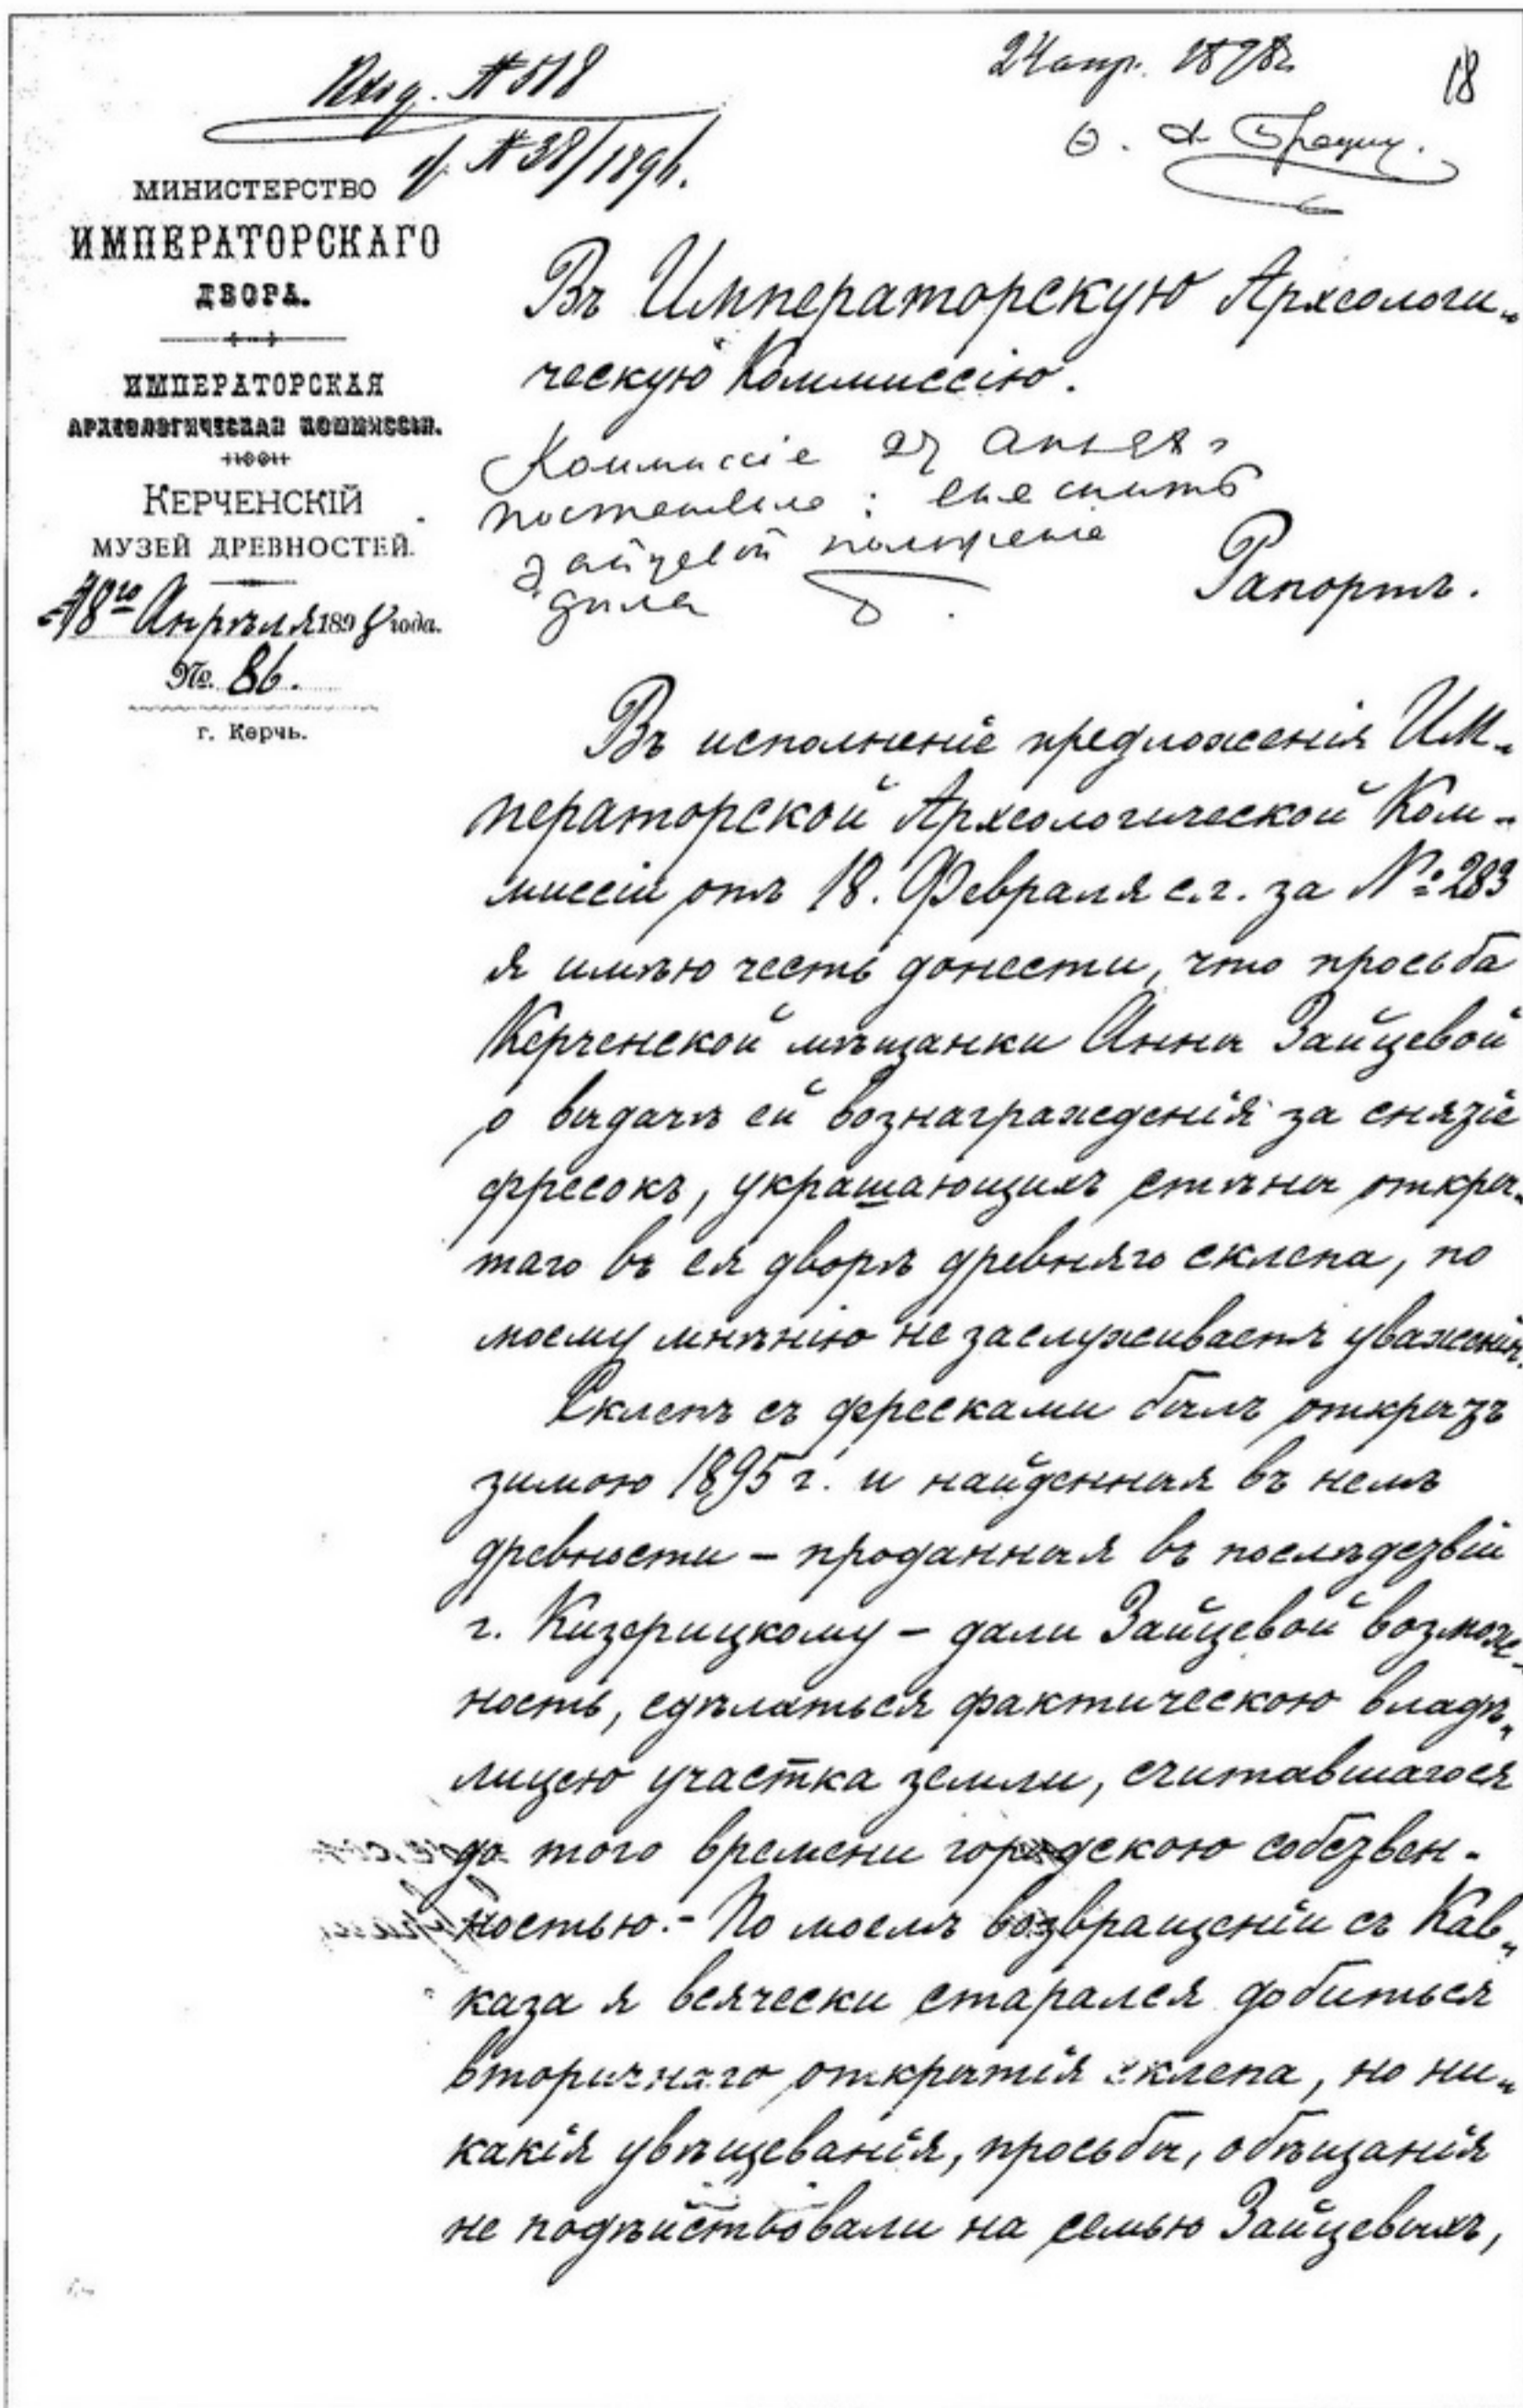 Вход. № 518
24 апр. 1898 г.
18
д. № 38/1896.
МИНИСТЕРСТВО
ИМПЕРАТОРСКАГО
ДВОРА.
ИМПЕРАТОРСКАЯ
АРХЕОЛОГИЧЕСКАЯ КОММИССІЯ.
КЕРЧЕНСКІЙ
МУЗЕЙ ДРЕВНОСТЕЙ.
18го Апрѣля 1898 года.
№. 86.
г. Керчь.
Въ Императорскую Археологи-
ческую Коммиссію.
Коммиссіе
Зайцевой
Рапортъ.
Въ исполненіе предложенія Им-
ператорской Археологической Ком-
миссіи отъ 18. Февраля с.г. за № 283
я имѣю честь донести, что просьба
Керченской мѣщанки Анны Зайцевой
о выдачѣ ей вознагражденія за снятіе
фресокъ, украшающихъ стѣны откры-
таго въ ея дворѣ древняго склепа, по
моему мнѣнію не заслуживаетъ уваженія.
Склепъ съ фресками былъ открытъ
зимою 1895 г. и найденныя въ немъ
древности – проданныя въ послѣдствіи
г. Кизерицкому – дали Зайцевой возмож-
ность, сдѣлаться фактическою владѣ-
лицею участка земли, считавшагося
до того времени городскою собствен-
ностью. – По моемъ возвращеніи съ Кав-
каза я всячески старался добиться
вторичнаго открытія склепа, но ни-
какія увѣщеванія, просьбы, обѣщанія
не подѣйствовали на семью Зайцевыхъ,